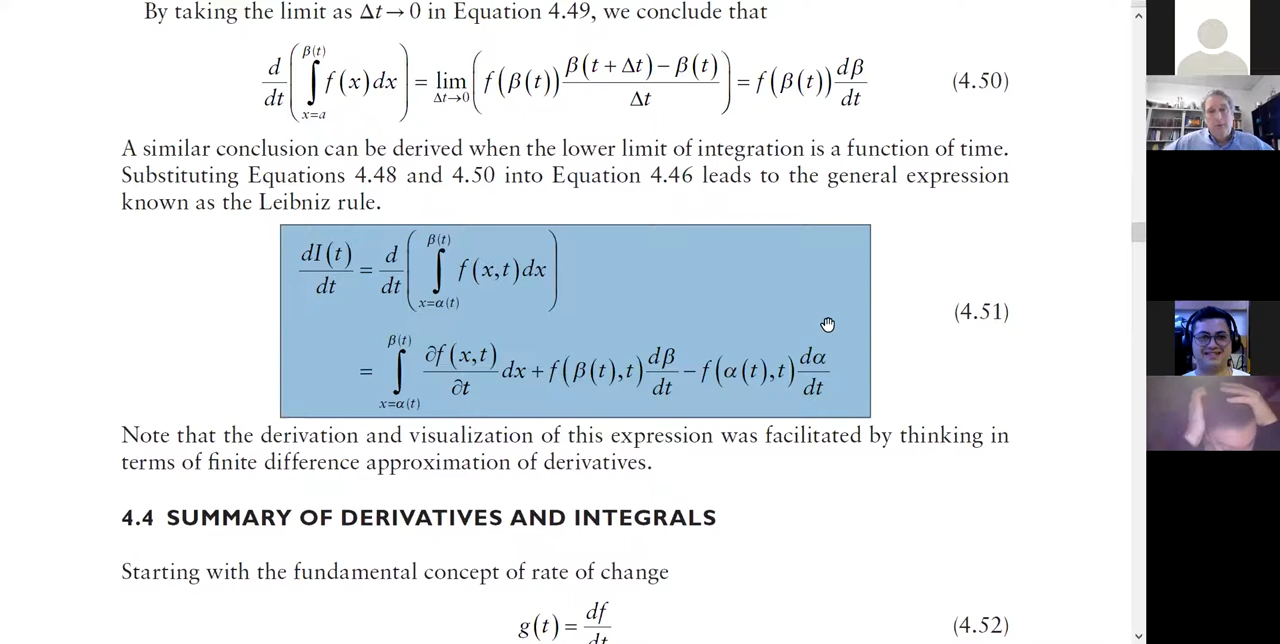 By taking the limit as Δt→0 in Equation 4.49, we conclude that
d/dt ( ∫_{x=a}^{β(t)} f(x)dx ) = lim_{Δt→0} ( f(β(t)) (β(t+Δt)−β(t))/Δt ) = f(β(t)) dβ/dt (4.50)
A similar conclusion can be derived when the lower limit of integration is a function of time.
Substituting Equations 4.48 and 4.50 into Equation 4.46 leads to the general expression
known as the Leibniz rule.
dI(t)/dt = d/dt ( ∫_{x=α(t)}^{β(t)} f(x,t)dx )
(4.51)
= ∫_{x=α(t)}^{β(t)} ∂f(x,t)/∂t dx + f(β(t),t) dβ/dt − f(α(t),t) dα/dt
Note that the derivation and visualization of this expression was facilitated by thinking in
terms of finite difference approximation of derivatives.
4.4 SUMMARY OF DERIVATIVES AND INTEGRALS
Starting with the fundamental concept of rate of change
g(t) = df/dt (4.52)